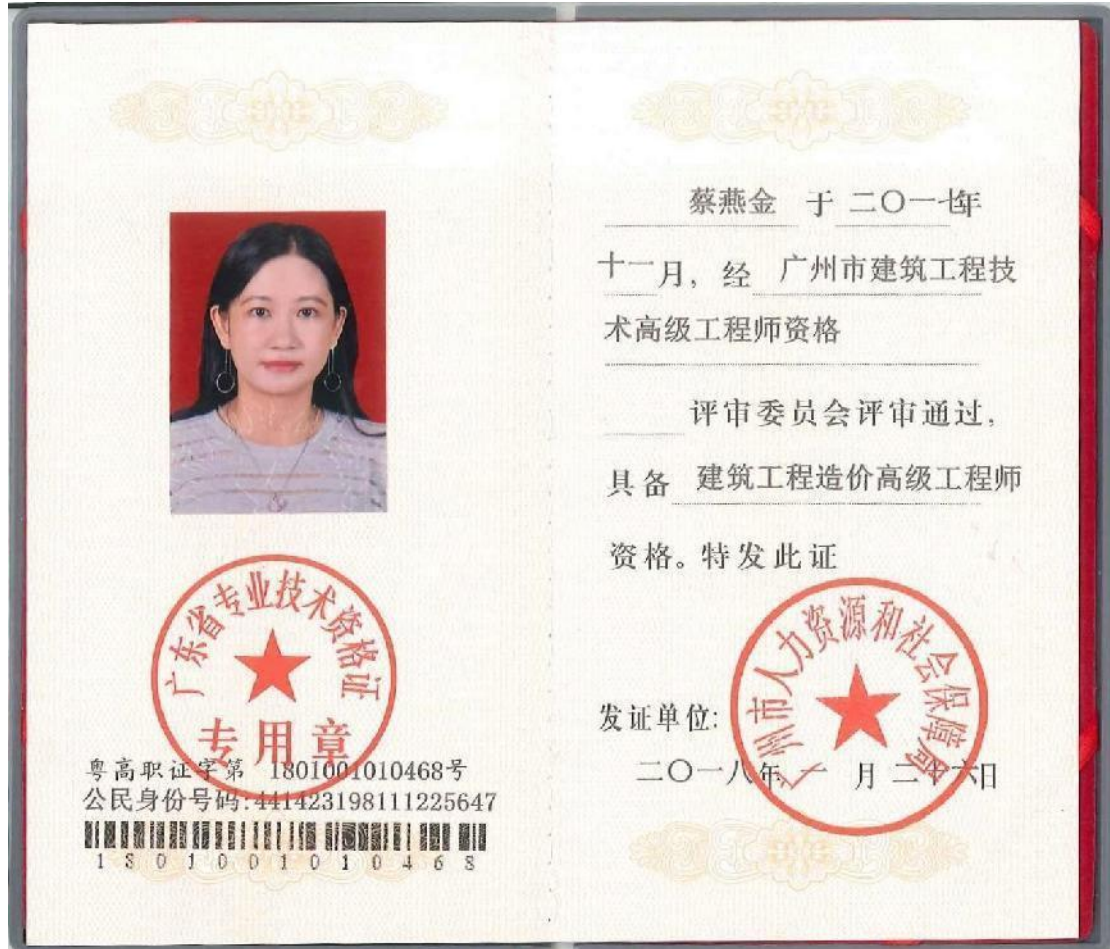 广东省专业技术资格证
专用章
粤高职证字第 1801001010468号
公民身份号码:441423198111225647
1801001010468
蔡燕金 于 二〇一七年
十一月, 经 广州市建筑工程技
术高级工程师资格
评审委员会评审通过,
具备 建筑工程造价高级工程师
资格。特发此证
广州市人力资源和社会保障局
发证单位:
二〇一八年 一 月 二十六日